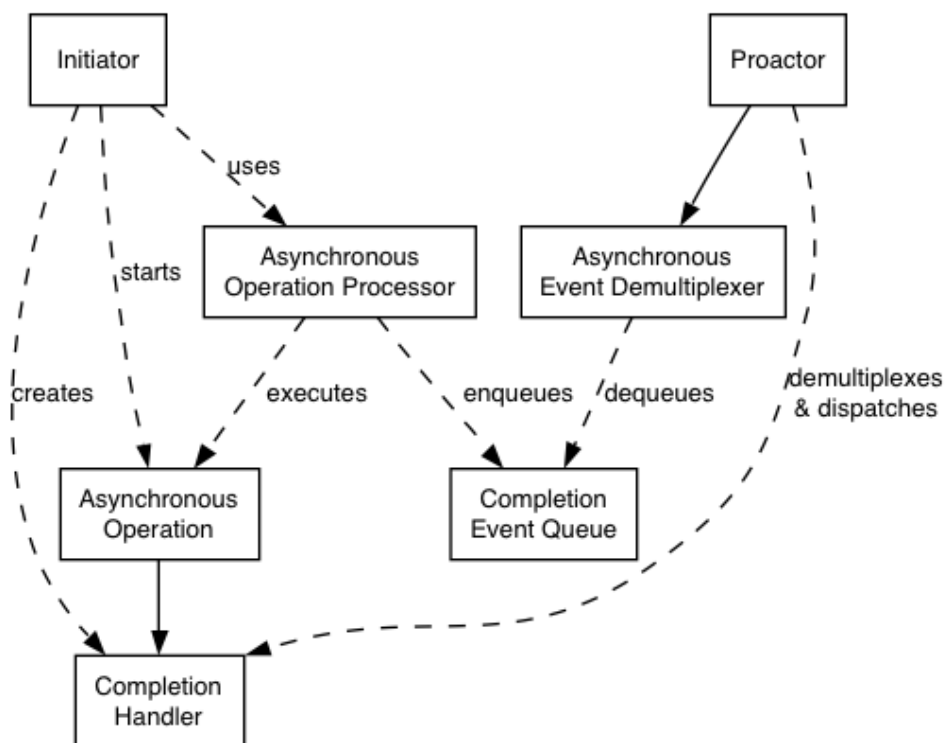 Initiator
Proactor
uses
Asynchronous
Operation Processor
Asynchronous
Event Demultiplexer
starts
creates
executes
enqueues
dequeues
demultiplexes
& dispatches
Asynchronous
Operation
Completion
Event Queue
Completion
Handler